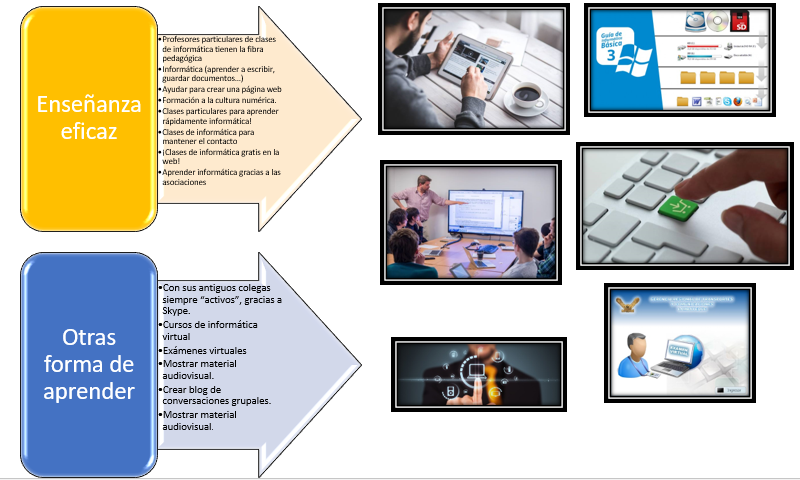 Enseñanza
eficaz
•Profesores particulares de clases
de informática tienen la fibra
pedagógica
•Informática (aprender a escribir,
guardar documentos…)
•Ayudar para crear una página web
•Formación a la cultura numérica.
•Clases particulares para aprender
rápidamente informática!
•Clases de informática para
mantener el contacto
•¡Clases de informática gratis en la
web!
•Aprender informática gracias a las
asociaciones
Guía de
Informática
Básica
3
SD
Otras
forma de
aprender
•Con sus antiguos colegas
siempre “activos”, gracias a
Skype.
•Cursos de informática
virtual
•Exámenes virtuales
•Mostrar material
audiovisual.
•Crear blog de
conversaciones grupales.
•Mostrar material
audiovisual.
EXAMEN
VIRTUAL